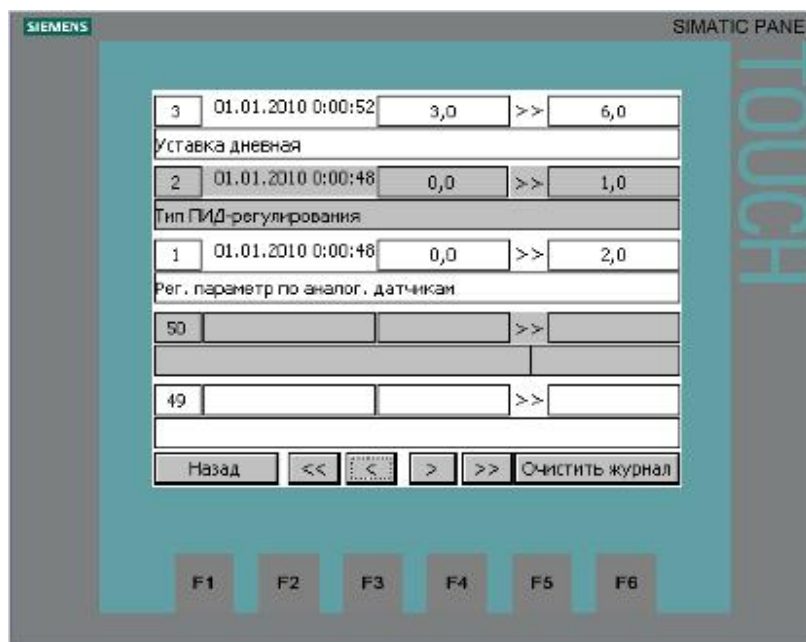 SIEMENS
SIMATIC PANE
TOUCH
3 01.01.2010 0:00:52 3,0 >> 6,0
Уставка дневная
2 01.01.2010 0:00:48 0,0 >> 1,0
Тип ПИД-регулирования
1 01.01.2010 0:00:48 0,0 >> 2,0
Рег. параметр по аналог. датчикам
50 >>
49 >>
Назад << < > >> Очистить журнал
F1 F2 F3 F4 F5 F6